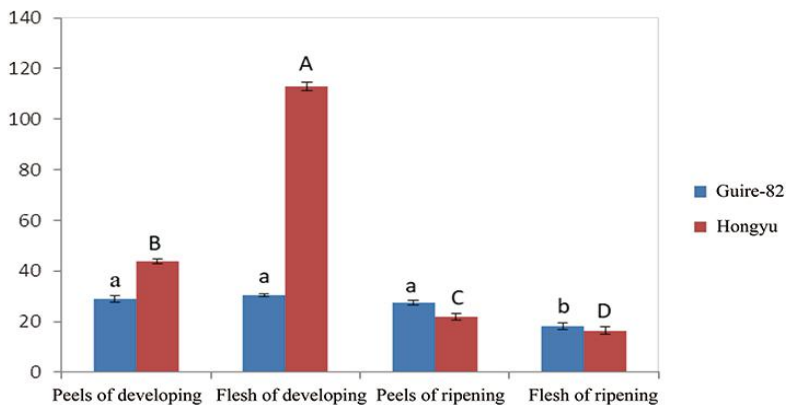 140
120
100
80
60
40
20
0
a
B
a
A
a
C
b
D
Peels of developing
Flesh of developing
Peels of ripening
Flesh of ripening
Guire-82
Hongyu